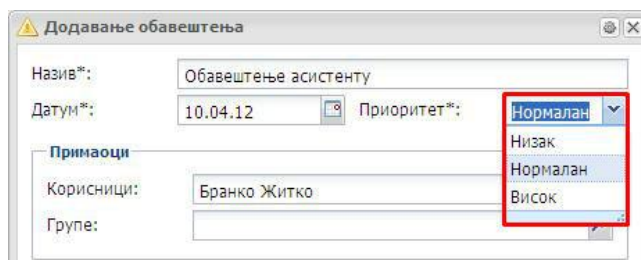 Додавање обавештења
Назив*: Обавештење асистенту
Датум*: 10.04.12 Приоритет*: Нормалан
Низак
Нормалан
Висок
Примаоци
Корисници: Бранко Житко
Групе: